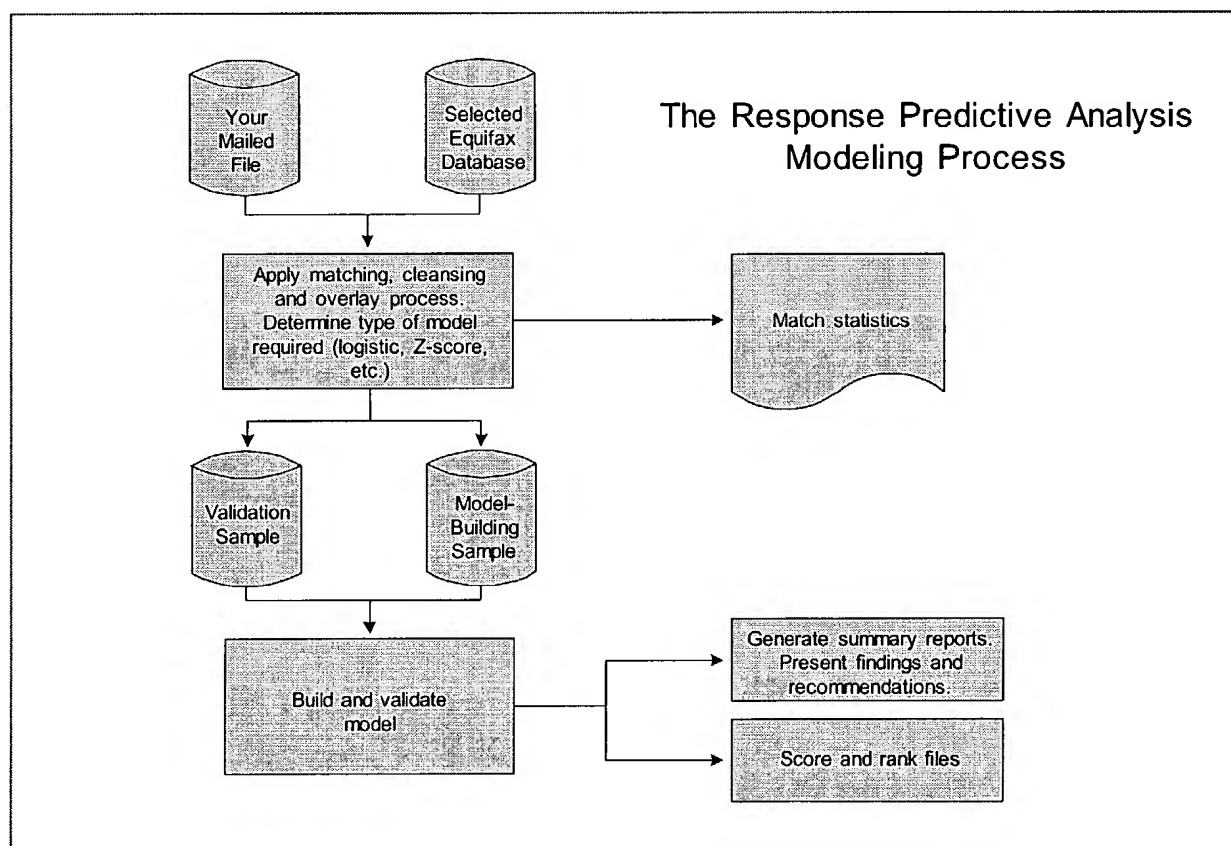 The Response Predictive Analysis
Modeling Process
Your
Mailed
File
Selected
Equifax
Database
Apply matching, cleansing
and overlay process.
Determine type of model
required (logistic, Z-score,
etc.)
Match statistics
Validation
Sample
Model-
Building
Sample
Build and validate
model
Generate summary reports.
Present findings and
recommendations.
Score and rank files